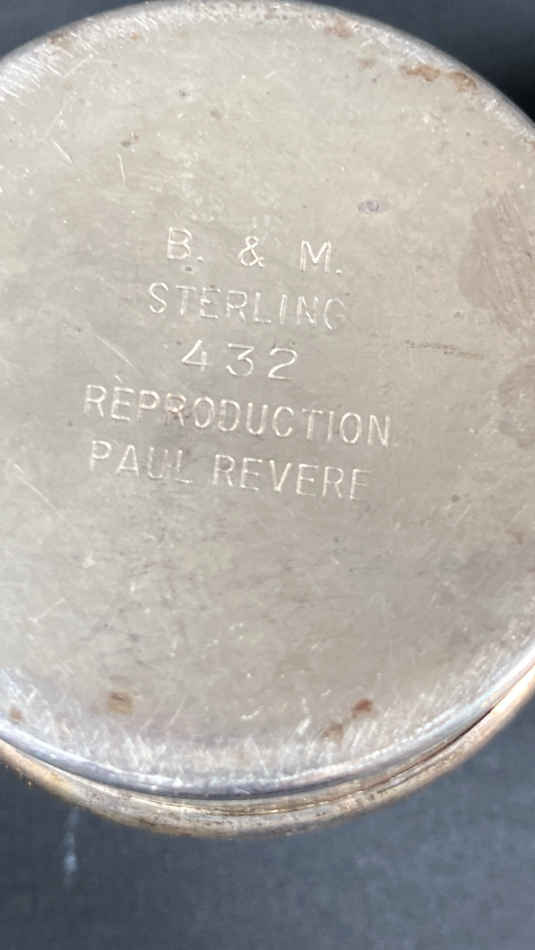 B. & M.
STERLING
432
REPRODUCTION
PAUL REVERE